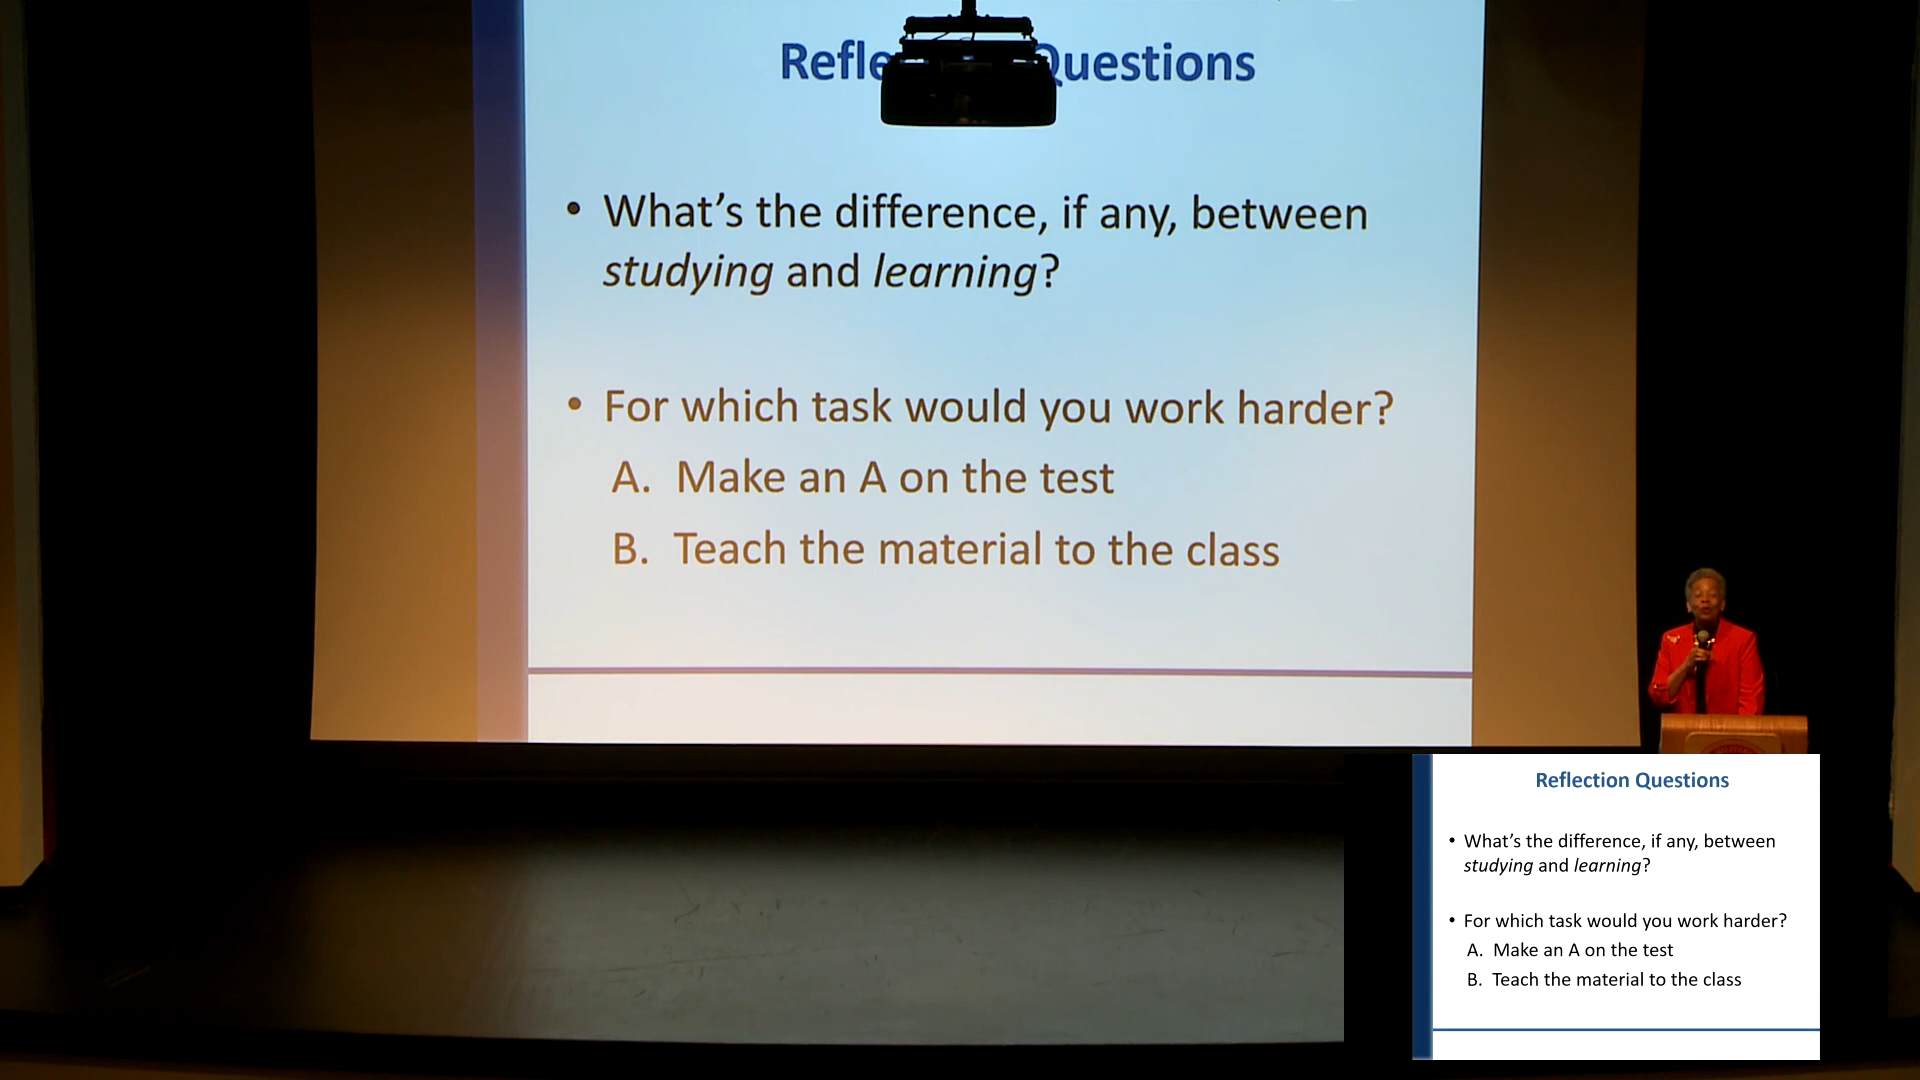 Refle Questions
• What's the difference, if any, between
studying and learning?
• For which task would you work harder?
A. Make an A on the test
B. Teach the material to the class
Reflection Questions
• What's the difference, if any, between
studying and learning?
• For which task would you work harder?
A. Make an A on the test
B. Teach the material to the class